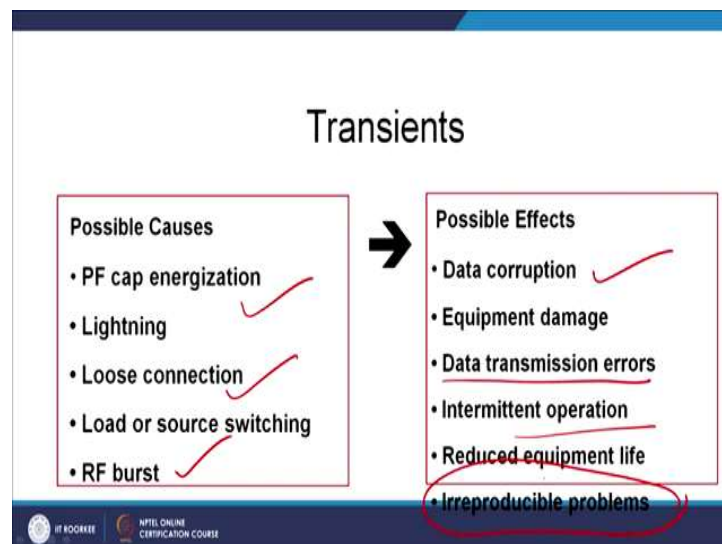 Transients
Possible Causes
• PF cap energization
• Lightning
• Loose connection
• Load or source switching
• RF burst
Possible Effects
• Data corruption
• Equipment damage
• Data transmission errors
• Intermittent operation
• Reduced equipment life
• Irreproducible problems
IIT ROORKEE
NPTEL ONLINE
CERTIFICATION COURSE